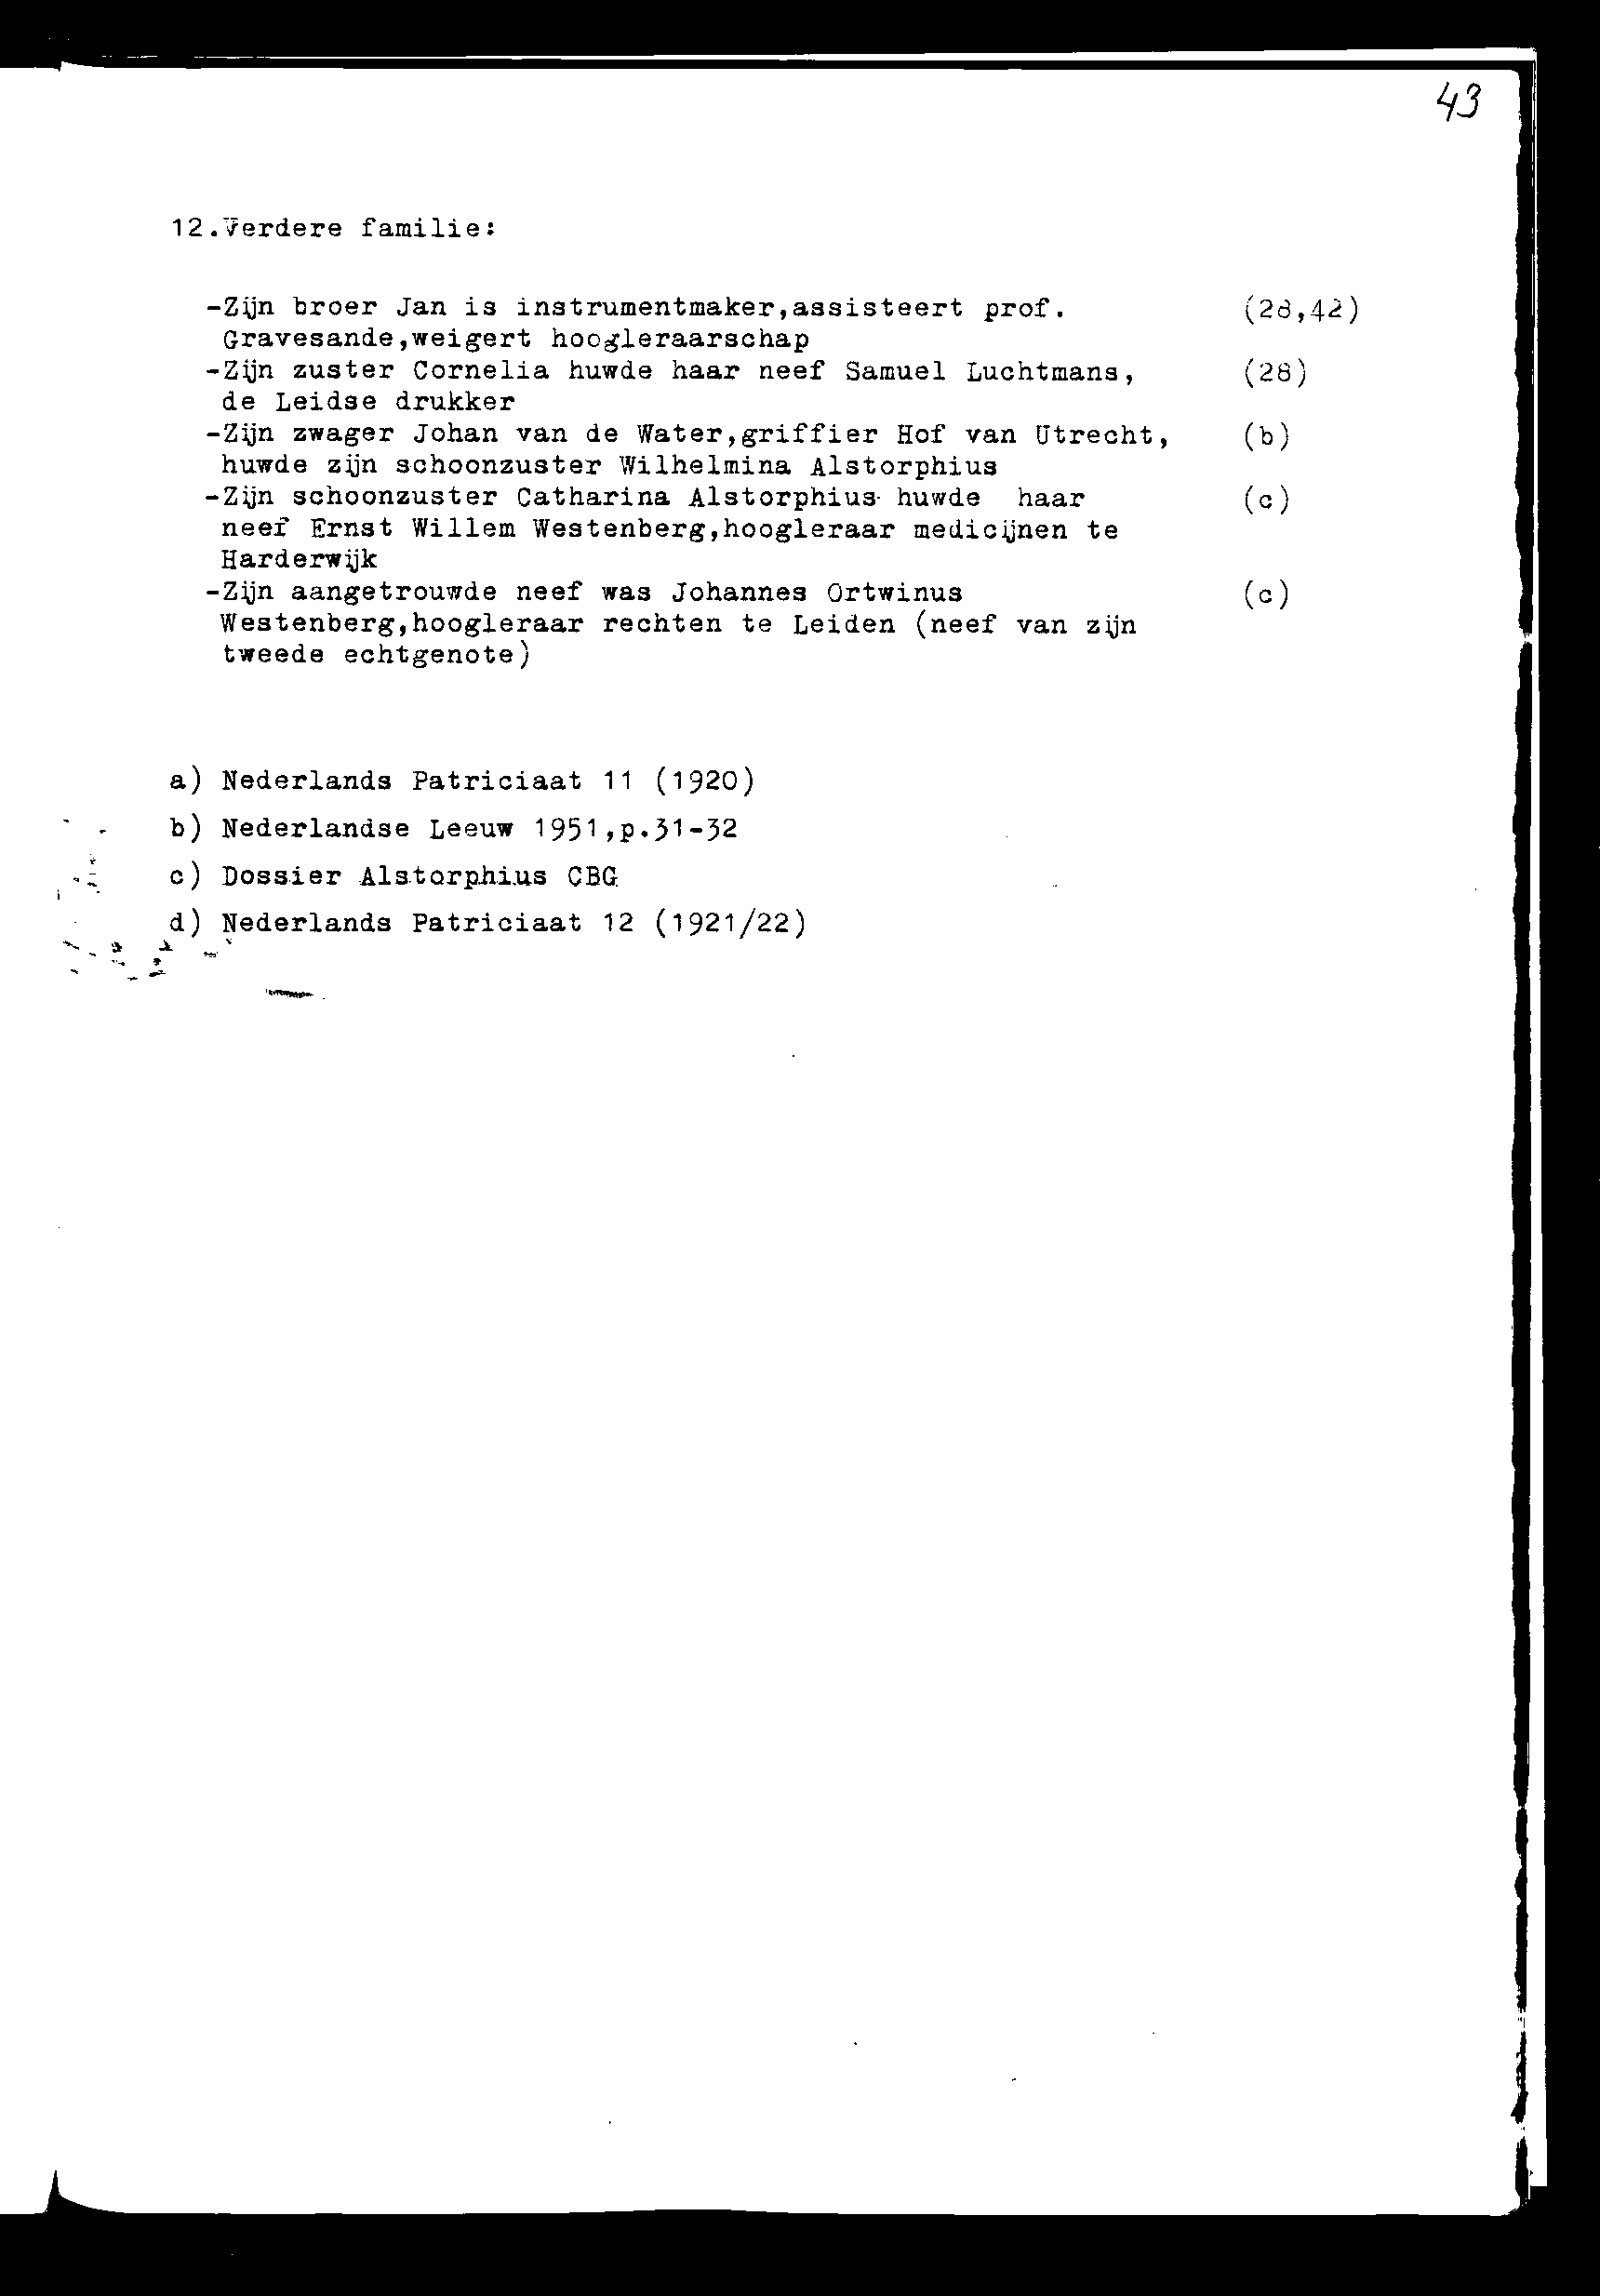 43
12.Verdere familie:
-Zijn broer Jan is instrumentmaker,assisteert prof. (28,42)
Gravesande,weigert hoogleraarschap
-Zijn zuster Cornelia huwde haar neef Samuel Luchtmans, (28)
de Leidse drukker
-Zijn zwager Johan van de Water,griffier Hof van Utrecht, (b)
huwde zijn schoonzuster Wilhelmina Alstorphius
-Zijn schoonzuster Catharina Alstorphius huwde haar (c)
neef Ernst Willem Westenberg,hoogleraar medicijnen te
Harderwijk
-Zijn aangetrouwde neef was Johannes Ortwinus (c)
Westenberg,hoogleraar rechten te Leiden (neef van zijn
tweede echtgenote)
a) Nederlands Patriciaat 11 (1920)
b) Nederlandse Leeuw 1951,p.31-32
c) Dossier Alstorphius CBG
d) Nederlands Patriciaat 12 (1921/22)